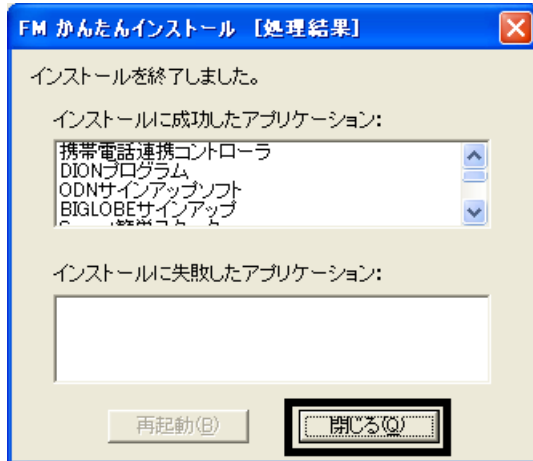 FM かんたんインストール [処理結果]
インストールを終了しました。
インストールに成功したアプリケーション:
携帯電話連携コントローラ
DIONプログラム
ODNサインアップソフト
BIGLOBEサインアップ
インストールに失敗したアプリケーション:
再起動(B)
閉じる(Q)